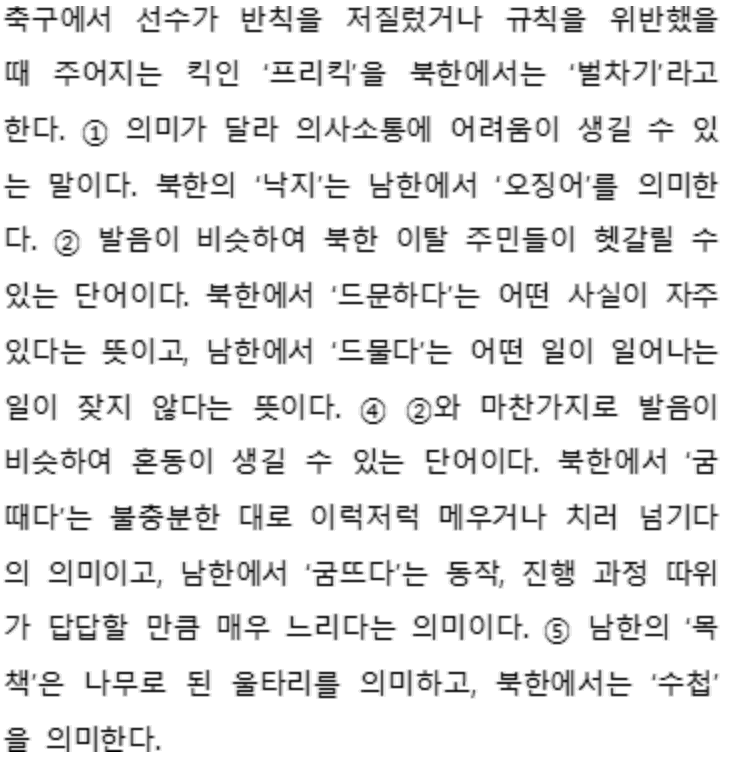 축구에서 선수가 반칙을 저질렀거나 규칙을 위반했을
때 주어지는 킥인 ‘프리킥’을 북한에서는 ‘벌차기’라고
한다. ① 의미가 달라 의사소통에 어려움이 생길 수 있
는 말이다. 북한의 ‘낙지’는 남한에서 ‘오징어’를 의미한
다. ② 발음이 비슷하여 북한 이탈 주민들이 헷갈릴 수
있는 단어이다. 북한에서 ‘드문하다’는 어떤 사실이 자주
있다는 뜻이고, 남한에서 ‘드물다’는 어떤 일이 일어나는
일이 잦지 않다는 뜻이다. ④ ②와 마찬가지로 발음이
비슷하여 혼동이 생길 수 있는 단어이다. 북한에서 ‘굼
때다’는 불충분한 대로 이럭저럭 메우거나 치러 넘기다
의 의미이고, 남한에서 ‘굼뜨다’는 동작, 진행 과정 따위
가 답답할 만큼 매우 느리다는 의미이다. ⑤ 남한의 ‘목
책’은 나무로 된 울타리를 의미하고, 북한에서는 ‘수첩’
을 의미한다.